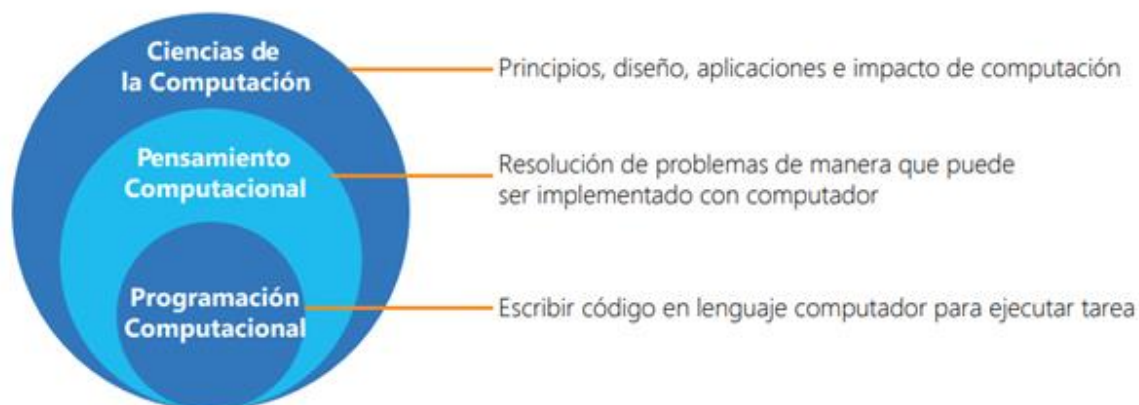 Ciencias de
la Computación
Principios, diseño, aplicaciones e impacto de computación
Pensamiento
Computacional
Resolución de problemas de manera que puede
ser implementado con computador
Programación
Computacional
Escribir código en lenguaje computador para ejecutar tarea